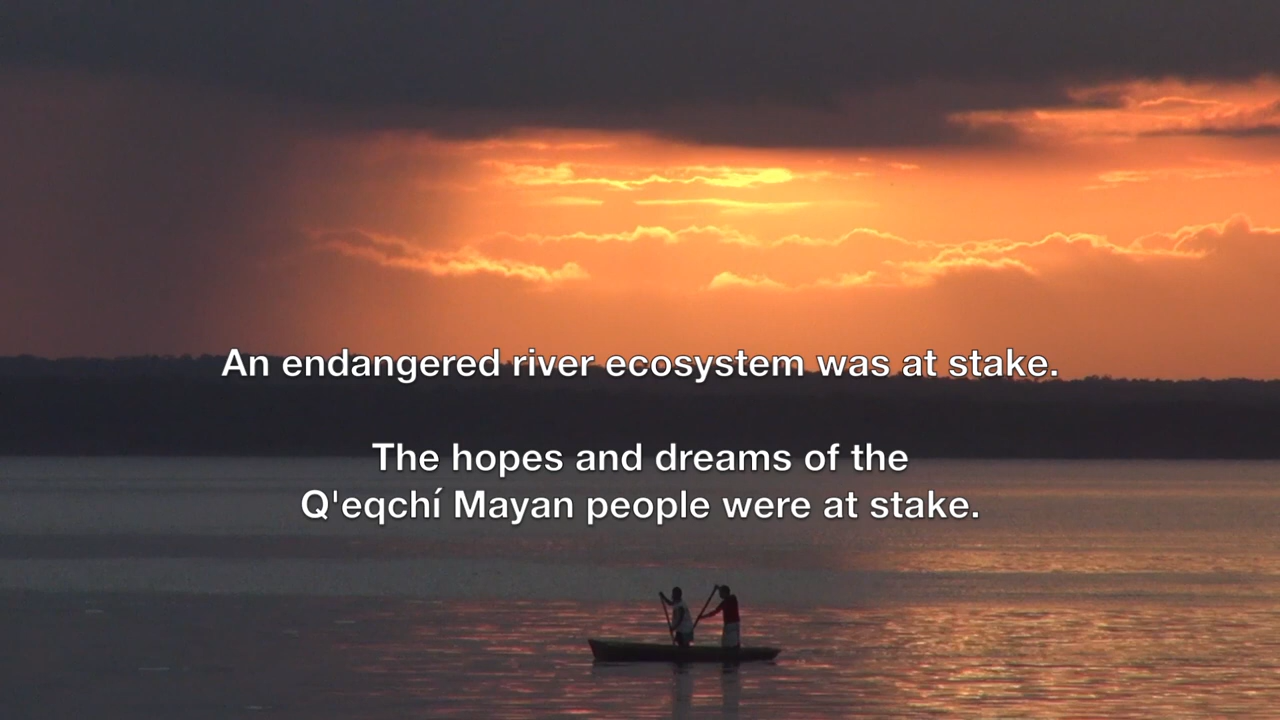 An endangered river ecosystem was at stake.
The hopes and dreams of the
Q'eqchí Mayan people were at stake.